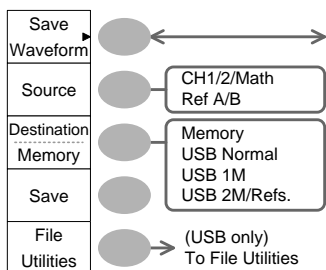 Save
Waveform
Source
CH1/2/Math
Ref A/B
Destination
Memory
Memory
USB Normal
USB 1M
USB 2M/Refs.
Save
File
Utilities
(USB only)
To File Utilities